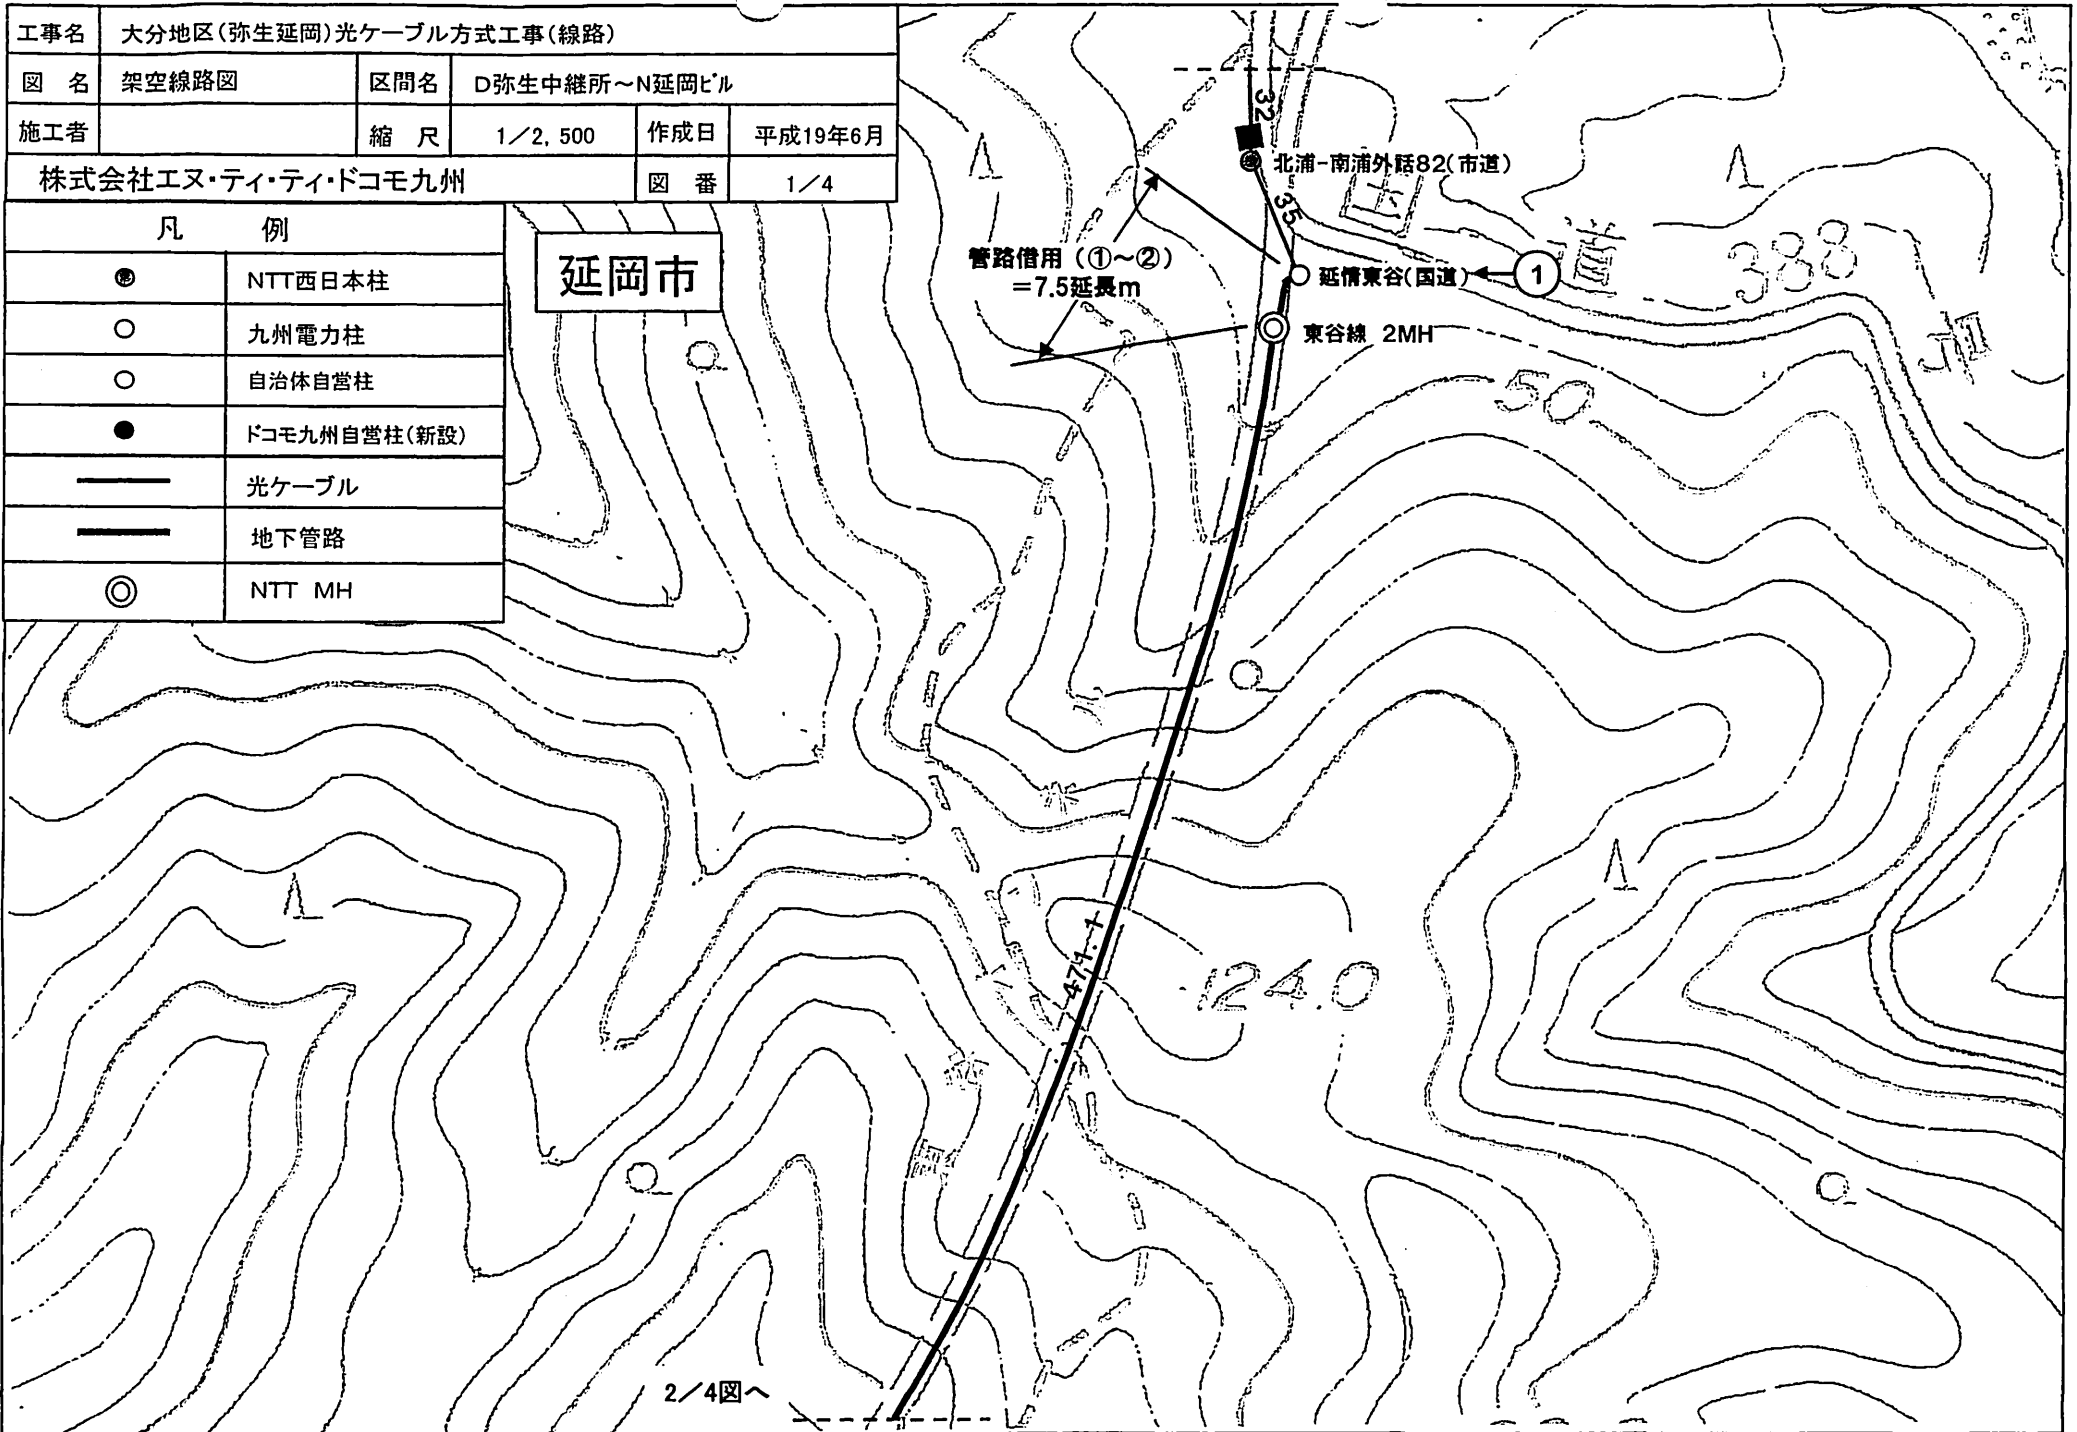 工事名 大分地区(弥生延岡)光ケーブル方式工事(線路)
図 名 架空線路図 区間名 D弥生中継所～N延岡ビル
施工者 縮 尺 1/2,500 作成日 平成19年6月
株式会社エヌ・ティ・ティ・ドコモ九州 図 番 1/4
凡 例
NTT西日本柱
九州電力柱
自治体自営柱
ドコモ九州自営柱(新設)
光ケーブル
地下管路
NTT MH
延岡市
32
北浦-南浦外話82(市道)
35
国道388号
管路借用(①～②)
=7.5延長m
延情東谷(国道)
1
東谷線 2MH
50
471.1
124.0
2/4図へ